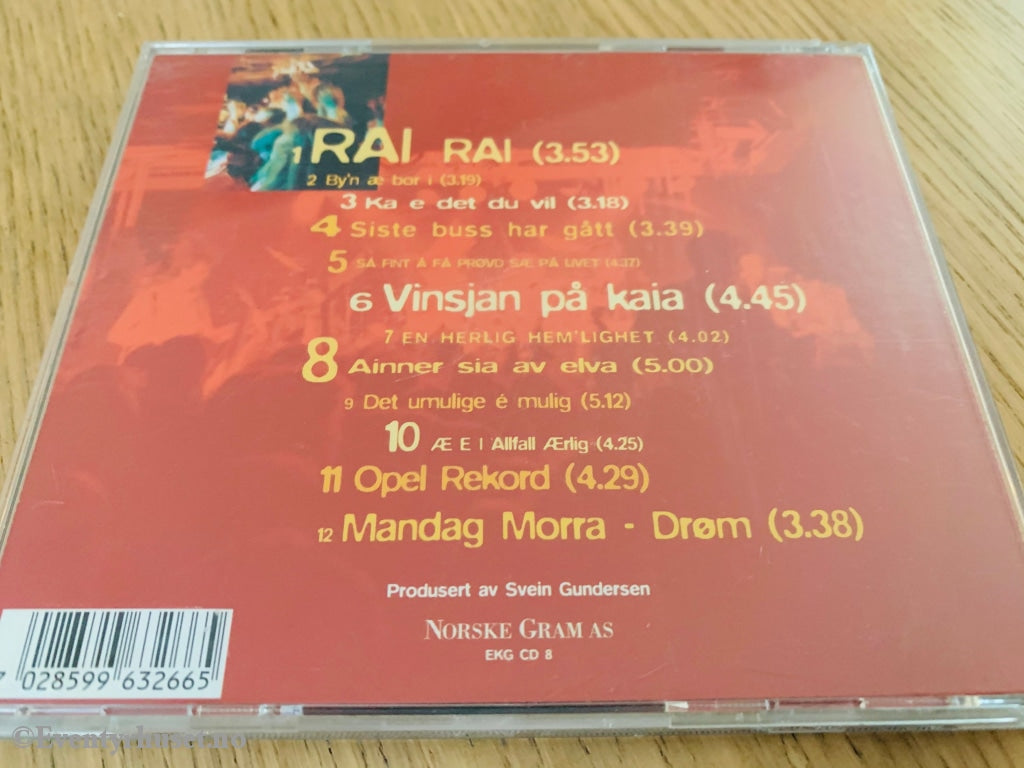 1 RAI RAI (3.53)
2 By'n æ bor i (3.19)
3 Ka e det du vil (3.18)
4 Siste buss har gått (3.39)
5 SÅ FINT Å FÅ PRØVD SÆ PÅ LIVET (4.17)
6 Vinsjan på kaia (4.45)
7 EN HERLIG HEM'LIGHET (4.02)
8 Ainner sia av elva (5.00)
9 Det umulige é mulig (5.12)
10 Æ E I Allfall Ærlig (4.25)
11 Opel Rekord (4.29)
12 Mandag Morra - Drøm (3.38)
Produsert av Svein Gundersen
NORSKE GRAM AS
EKG CD 8
7 028599 632665
©Eventyrhuset.no